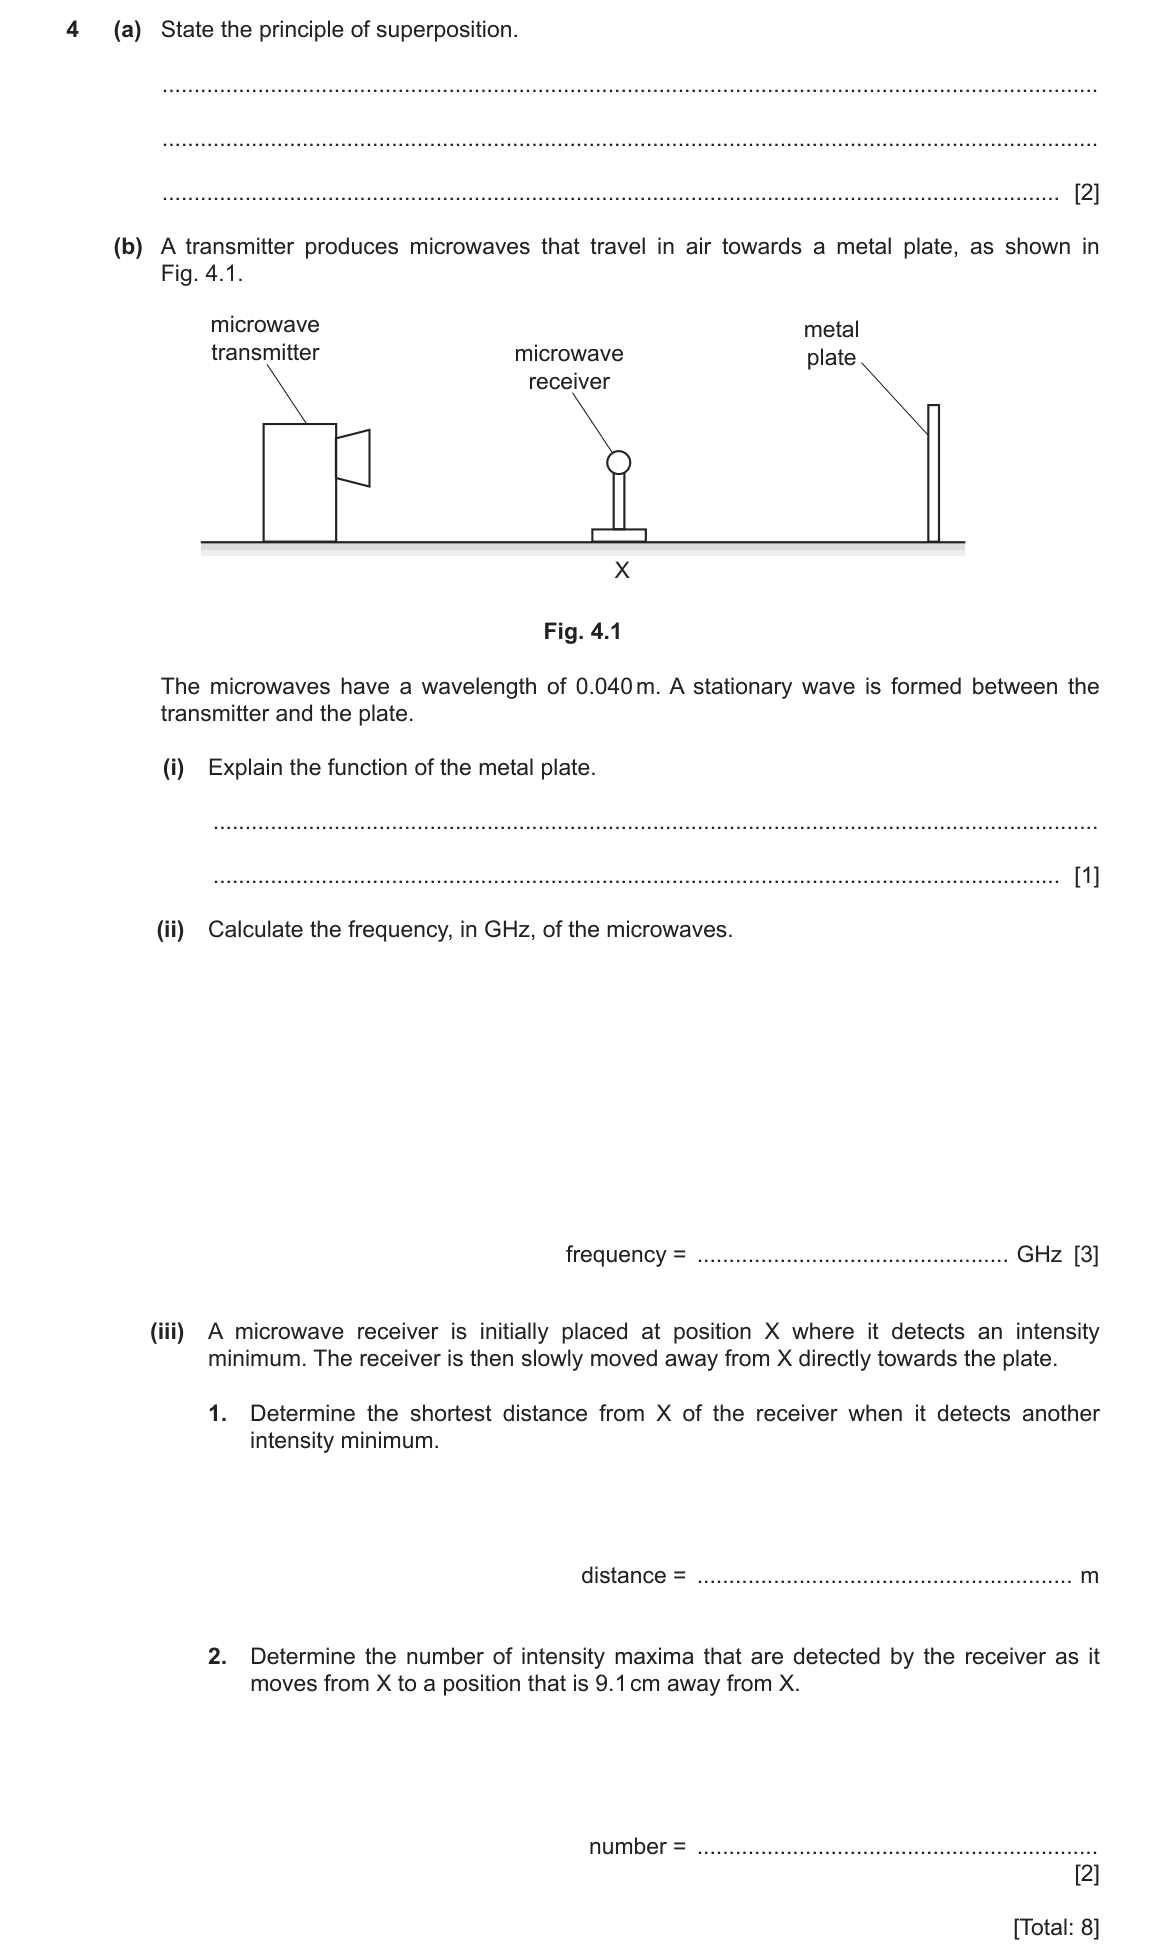 4 (a) State the principle of superposition.
..........................................................................................................................................................
..........................................................................................................................................................
.................................................................................................................................................... [2]
(b) A transmitter produces microwaves that travel in air towards a metal plate, as shown in
Fig. 4.1.
microwave
transmitter
microwave
receiver
metal
plate
X
Fig. 4.1
The microwaves have a wavelength of 0.040 m. A stationary wave is formed between the
transmitter and the plate.
(i) Explain the function of the metal plate.
..................................................................................................................................................
............................................................................................................................................ [1]
(ii) Calculate the frequency, in GHz, of the microwaves.
frequency = ................................................. GHz [3]
(iii) A microwave receiver is initially placed at position X where it detects an intensity
minimum. The receiver is then slowly moved away from X directly towards the plate.
1. Determine the shortest distance from X of the receiver when it detects another
intensity minimum.
distance = ........................................................... m
2. Determine the number of intensity maxima that are detected by the receiver as it
moves from X to a position that is 9.1 cm away from X.
number = ...............................................................
[2]
[Total: 8]